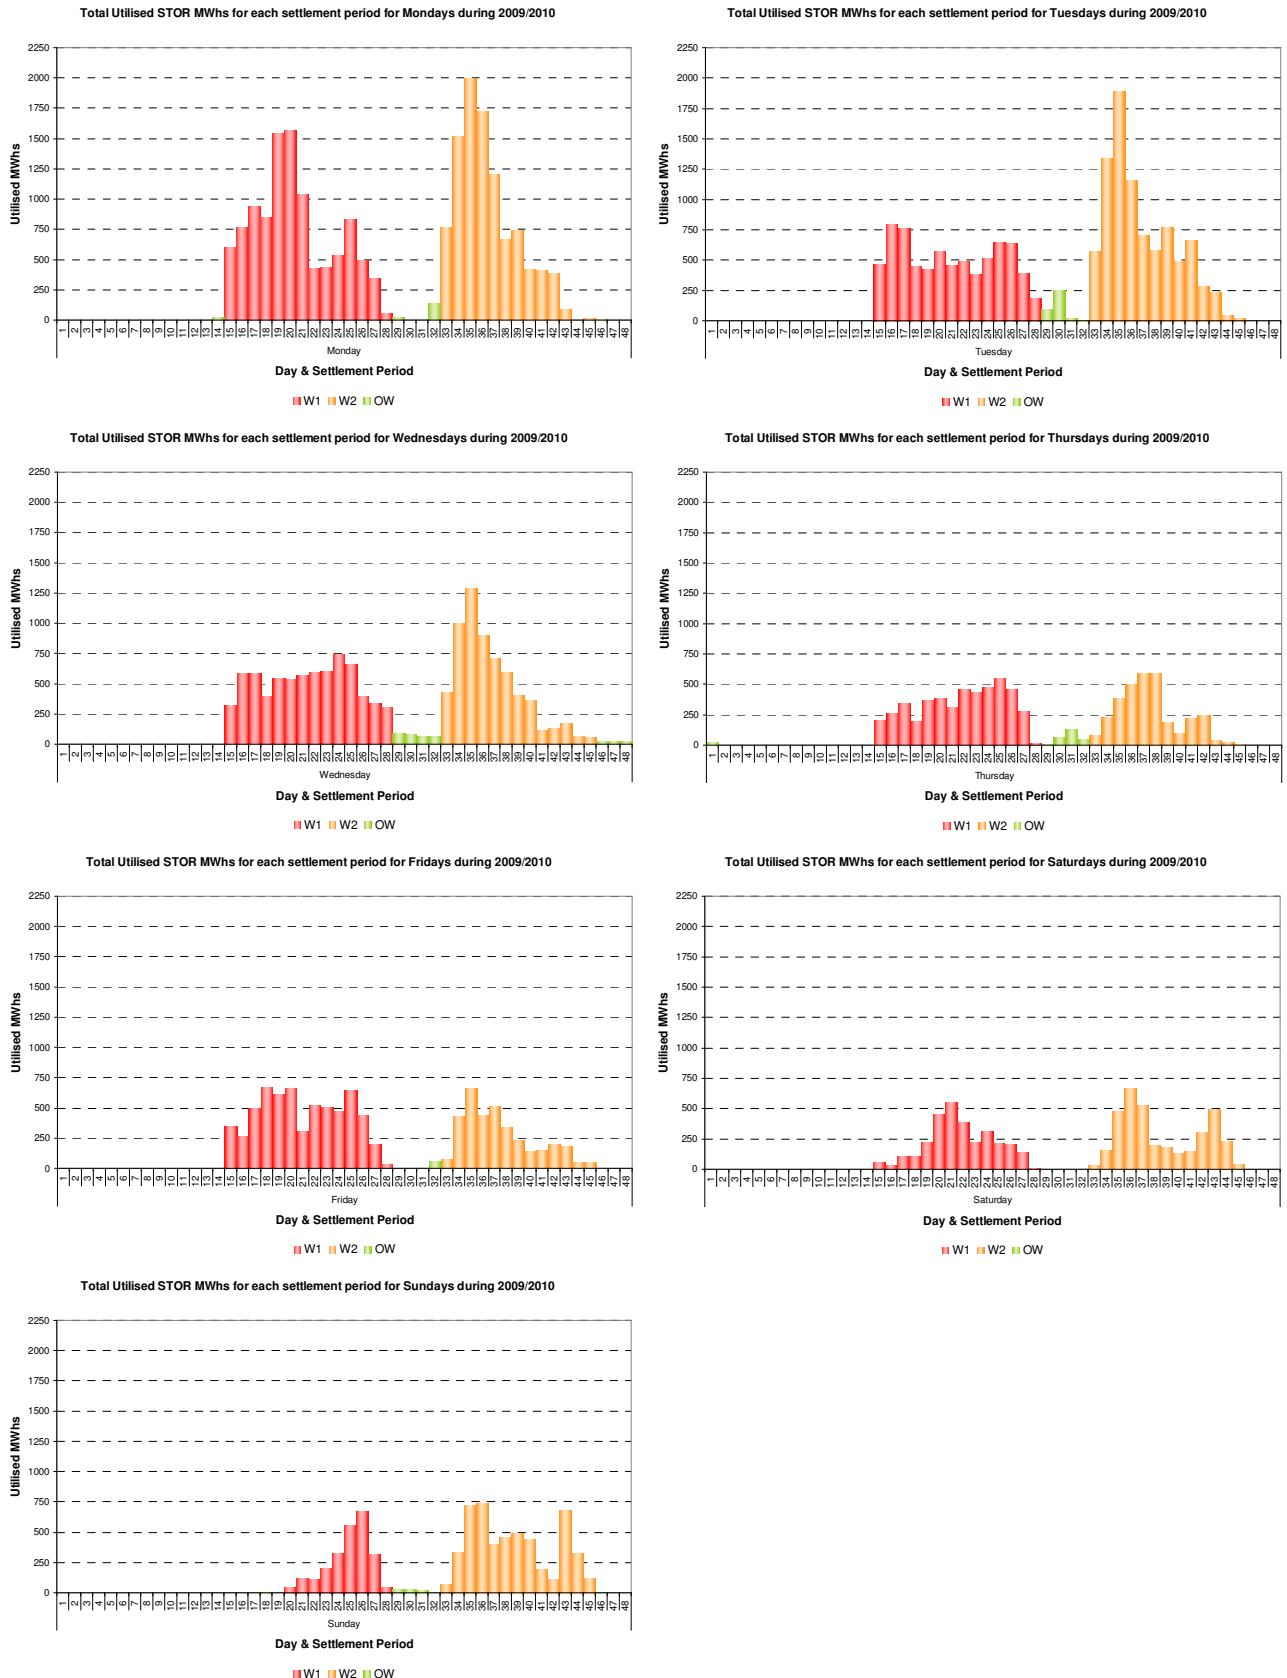 Total Utilised STOR MWhs for each settlement period for Mondays during 2009/2010
2250
2000
1750
1500
1250
1000
750
500
250
0
Utilised MWhs
1 2 3 4 5 6 7 8 9 10 11 12 13 14 15 16 17 18 19 20 21 22 23 24 25 26 27 28 29 30 31 32 33 34 35 36 37 38 39 40 41 42 43 44 45 46 47 48
Monday
Day & Settlement Period
W1 W2 OW
Total Utilised STOR MWhs for each settlement period for Tuesdays during 2009/2010
2250
2000
1750
1500
1250
1000
750
500
250
0
Utilised MWhs
1 2 3 4 5 6 7 8 9 10 11 12 13 14 15 16 17 18 19 20 21 22 23 24 25 26 27 28 29 30 31 32 33 34 35 36 37 38 39 40 41 42 43 44 45 46 47 48
Tuesday
Day & Settlement Period
W1 W2 OW
Total Utilised STOR MWhs for each settlement period for Wednesdays during 2009/2010
2250
2000
1750
1500
1250
1000
750
500
250
0
Utilised MWhs
1 2 3 4 5 6 7 8 9 10 11 12 13 14 15 16 17 18 19 20 21 22 23 24 25 26 27 28 29 30 31 32 33 34 35 36 37 38 39 40 41 42 43 44 45 46 47 48
Wednesday
Day & Settlement Period
W1 W2 OW
Total Utilised STOR MWhs for each settlement period for Thursdays during 2009/2010
2250
2000
1750
1500
1250
1000
750
500
250
0
Utilised MWhs
1 2 3 4 5 6 7 8 9 10 11 12 13 14 15 16 17 18 19 20 21 22 23 24 25 26 27 28 29 30 31 32 33 34 35 36 37 38 39 40 41 42 43 44 45 46 47 48
Thursday
Day & Settlement Period
W1 W2 OW
Total Utilised STOR MWhs for each settlement period for Fridays during 2009/2010
2250
2000
1750
1500
1250
1000
750
500
250
0
Utilised MWhs
1 2 3 4 5 6 7 8 9 10 11 12 13 14 15 16 17 18 19 20 21 22 23 24 25 26 27 28 29 30 31 32 33 34 35 36 37 38 39 40 41 42 43 44 45 46 47 48
Friday
Day & Settlement Period
W1 W2 OW
Total Utilised STOR MWhs for each settlement period for Saturdays during 2009/2010
2250
2000
1750
1500
1250
1000
750
500
250
0
Utilised MWhs
1 2 3 4 5 6 7 8 9 10 11 12 13 14 15 16 17 18 19 20 21 22 23 24 25 26 27 28 29 30 31 32 33 34 35 36 37 38 39 40 41 42 43 44 45 46 47 48
Saturday
Day & Settlement Period
W1 W2 OW
Total Utilised STOR MWhs for each settlement period for Sundays during 2009/2010
2250
2000
1750
1500
1250
1000
750
500
250
0
Utilised MWhs
1 2 3 4 5 6 7 8 9 10 11 12 13 14 15 16 17 18 19 20 21 22 23 24 25 26 27 28 29 30 31 32 33 34 35 36 37 38 39 40 41 42 43 44 45 46 47 48
Sunday
Day & Settlement Period
W1 W2 OW